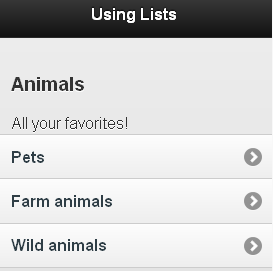 Using Lists
Animals
All your favorites!
Pets
Farm animals
Wild animals